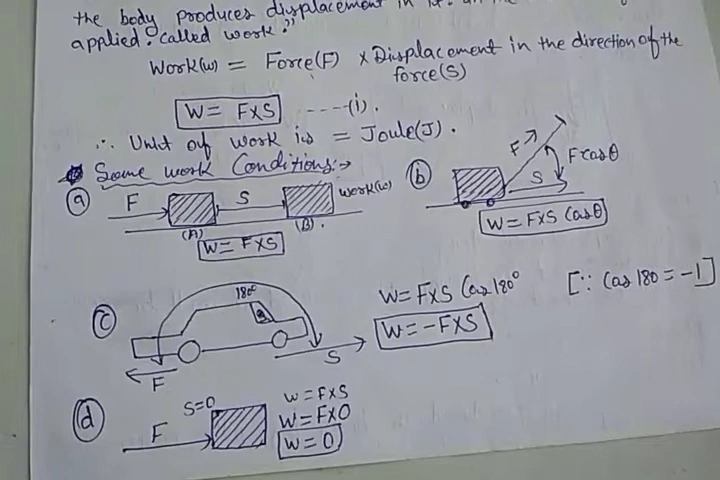 the body produces displacement in it
applied. called work."
Work(w) = Force(F) × Displacement in the direction of the
force(S)
W = F×S ----(i).
∴ Unit of work is = Joule(J).
Some work Conditions:→
(a) F S work(w)
(A) (B).
W = F×S
(b) F S Fcosθ
W = F×S Cosθ
(c) 180° F S
W = F×S Cos 180° [∵ Cos 180 = -1]
W = -F×S
(d) F S=0
W = F×S
W = F×0
W = 0